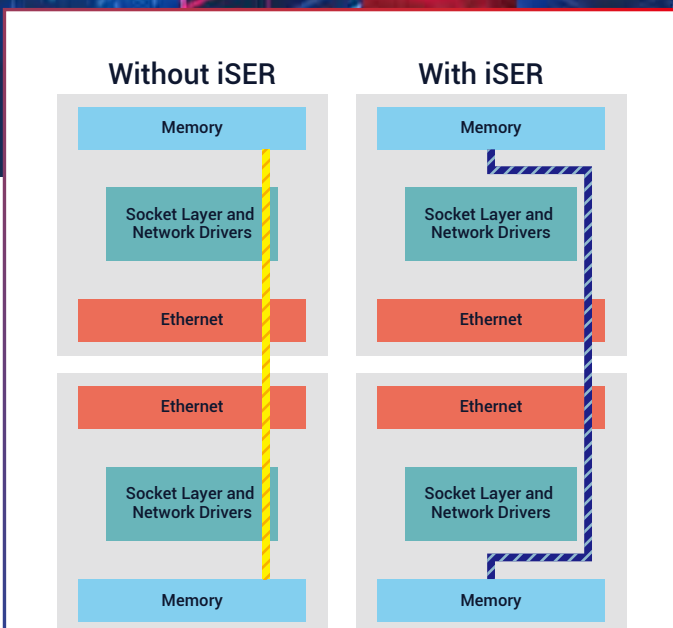 Without iSER
Memory
Socket Layer and
Network Drivers
Ethernet
Ethernet
Socket Layer and
Network Drivers
Memory
With iSER
Memory
Socket Layer and
Network Drivers
Ethernet
Ethernet
Socket Layer and
Network Drivers
Memory